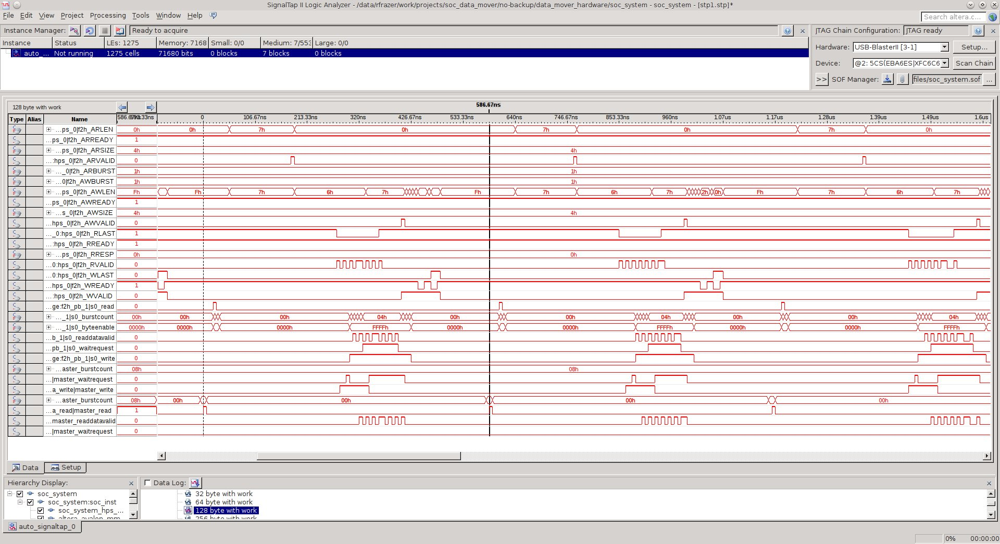 SignalTap II Logic Analyzer - /data/rfrazer/work/projects/soc_data_mover/no-backup/data_mover_hardware/soc_system - soc_system - [stp1.stp]*
File Edit View Project Processing Tools Window Help
Search altera.c...
Instance Manager: Ready to acquire
Instance Status LEs: 1275 Memory: 7168 Small: 0/0 Medium: 7/553 Large: 0/0
auto_... Not running 1275 cells 71680 bits 0 blocks 7 blocks 0 blocks
JTAG Chain Configuration: JTAG ready
Hardware: USB-BlasterII [3-1] Setup...
Device: @2: 5CS(EBA6ES|XFC6C6 Scan Chain
>> SOF Manager: files/soc_system.sof ...
128 byte with work
586.67ns
Type Alias Name 0 106.67ns 213.33ns 320ns 426.67ns 533.33ns 640ns 746.67ns 853.33ns 960ns 1.07us 1.17us 1.28us 1.39us 1.49us 1.6us
...ps_0|f2h_ARLEN 0h 0h 7h 0h 7h 0h 7h 0h
...ps_0|f2h_ARREADY 1
...ps_0|f2h_ARSIZE 4h 4h
...:hps_0|f2h_ARVALID 0
..._0|f2h_ARBURST 1h 1h
...0|f2h_AWBURST 1h 1h
...ps_0|f2h_AWLEN Fh Fh 7h 6h 7h Fh 7h 6h 7h 2h 0h Fh 7h 6h 7h
ps_0|f2h_AWREADY 1
...s_0|f2h_AWSIZE 4h 4h
hps_0|f2h_AWVALID 0
..._0:hps_0|f2h_RLAST 1
...:hps_0|f2h_RREADY 1
...ps_0|f2h_RRESP 0h 0h
0:hps_0|f2h_RVALID 0
0:hps_0|f2h_WLAST 0
hps_0|f2h_WREADY 1
...:hps_0|f2h_WVALID 0
ge:f2h_pb_1|s0_read 0
..._1|s0_burstcount 00h 00h 00h 04h 00h 00h 04h 00h 00h 04h
..._1|s0_byteenable 0000h 0000h 0000h FFFFh 0000h 0000h FFFFh 0000h 0000h FFFFh
b_1|s0_readdatavalid 0
pb_1|s0_waitrequest 0
ge:f2h_pb_1|s0_write 0
...aster_burstcount 08h 08h
...|master_waitrequest 0
...a_write|master_write 0
...aster_burstcount 08h 00h 00h 00h 00h
...a_read|master_read 1
master_readdatavalid 0
...|master_waitrequest 0
Data Setup
Hierarchy Display:
soc_system
soc_system:soc_inst
soc_system_hps_...
Data Log:
32 byte with work
64 byte with work
128 byte with work
256 byte with work
auto_signaltap_0
0% 00:00:00